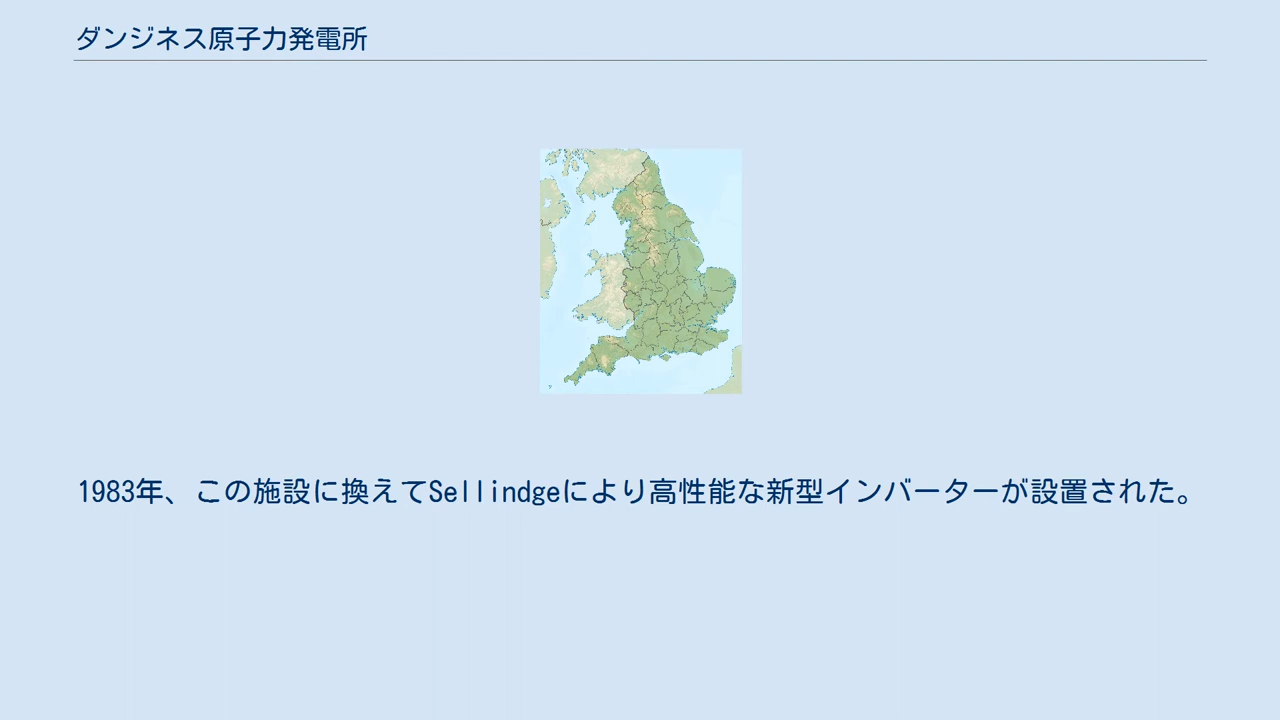 ダンジネス原子力発電所
1983年、この施設に換えてSellindgeにより高性能な新型インバーターが設置された。